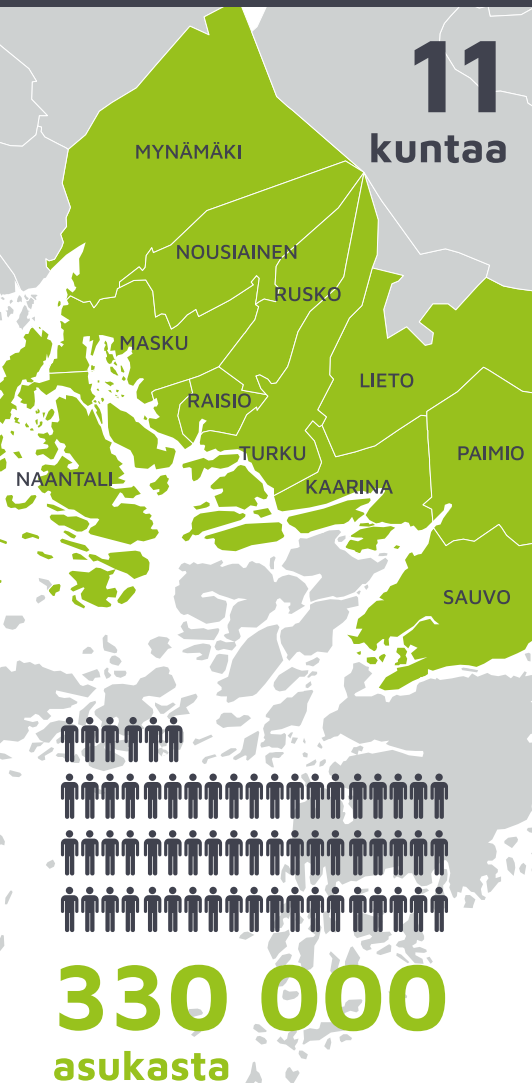 11
kuntaa
MYNÄMÄKI
NOUSIAINEN
RUSKO
MASKU
LIETO
RAISIO
TURKU
PAIMIO
NAANTALI
KAARINA
SAUVO
330 000
asukasta